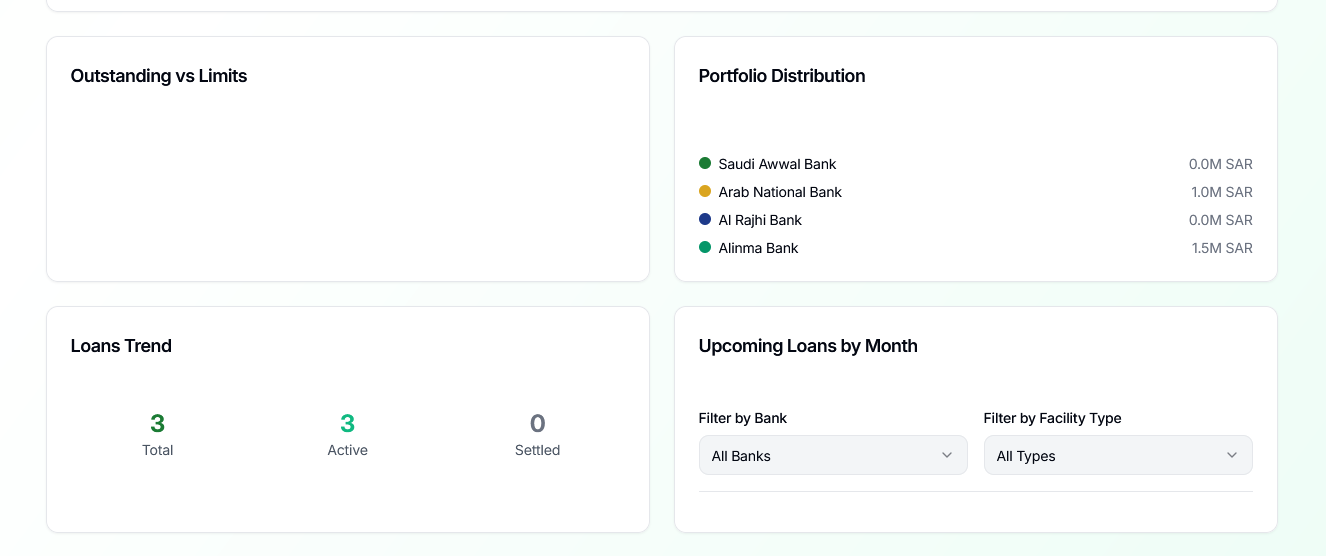 Outstanding vs Limits
Portfolio Distribution
Saudi Awwal Bank 0.0M SAR
Arab National Bank 1.0M SAR
Al Rajhi Bank 0.0M SAR
Alinma Bank 1.5M SAR
Loans Trend
3 3 0
Total Active Settled
Upcoming Loans by Month
Filter by Bank Filter by Facility Type
All Banks All Types